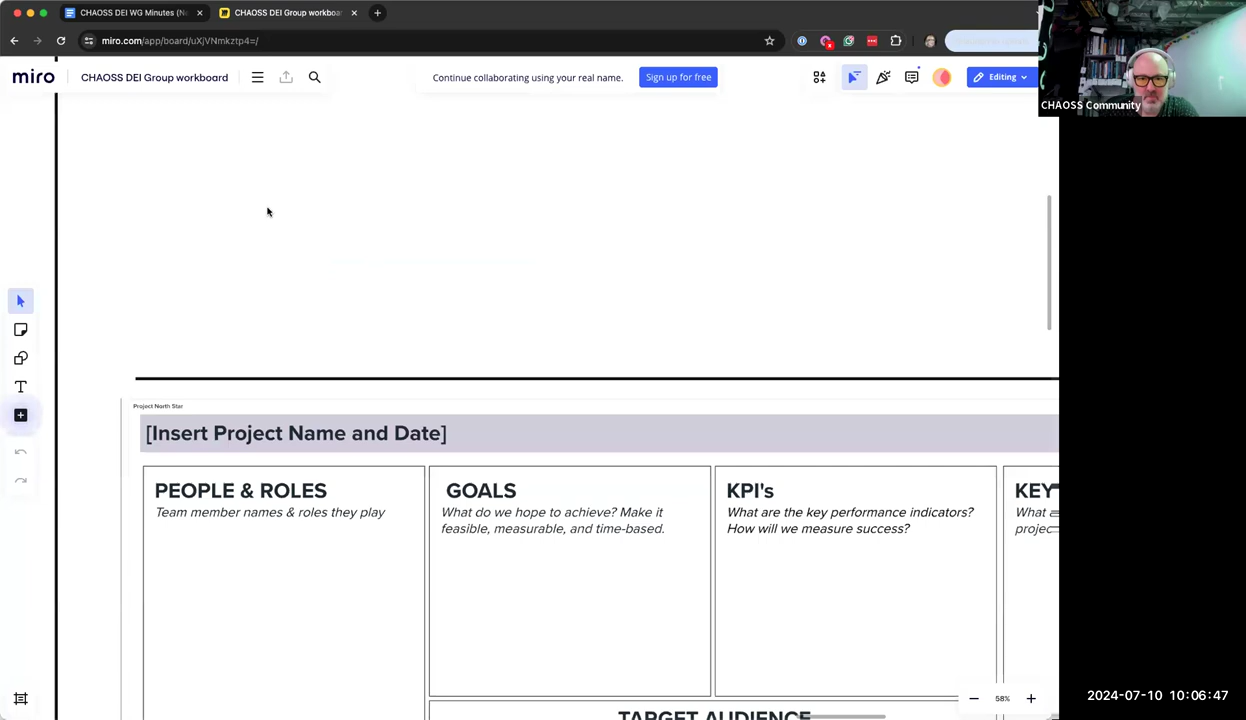 CHAOSS DEI WG Minutes (N
CHAOSS DEI Group workboa
miro.com/app/board/uXjVNmkztp4=/
miro
CHAOSS DEI Group workboard
Continue collaborating using your real name.
Sign up for free
Editing
CHAOSS Community
Project North Star
[Insert Project Name and Date]
PEOPLE & ROLES
Team member names & roles they play
GOALS
What do we hope to achieve? Make it
feasible, measurable, and time-based.
KPI's
What are the key performance indicators?
How will we measure success?
KEY
What
projec
TARGET AUDIENCE
58%
2024-07-10 10:06:47